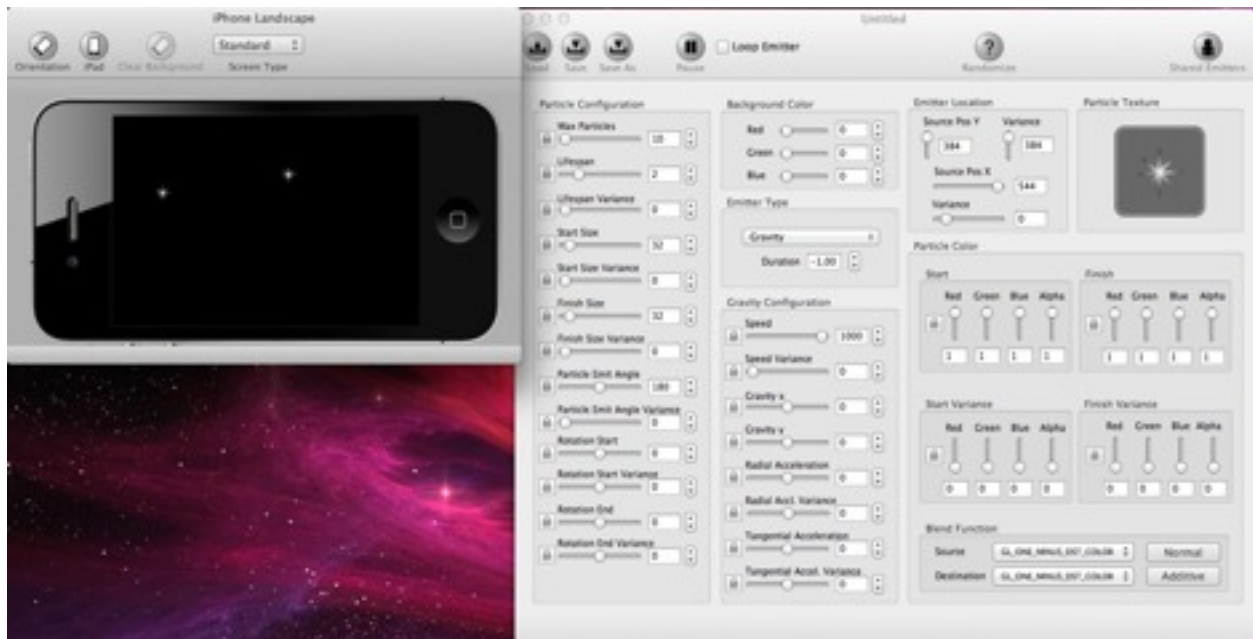 iPhone Landscape
Orientation iPad Clear Background
Standard
Screen Type
Untitled
Load Save Save As Pause
Loop Emitter
Randomize
Shared Emitters
Particle Configuration
Max Particles
10
Lifespan
2
Lifespan Variance
0
Start Size
32
Start Size Variance
0
Finish Size
32
Finish Size Variance
0
Particle Emit Angle
180
Particle Emit Angle Variance
0
Rotation Start
0
Rotation Start Variance
0
Rotation End
0
Rotation End Variance
0
Background Color
Red 0
Green 0
Blue 0
Emitter Type
Gravity
Duration -1.00
Gravity Configuration
Speed
1000
Speed Variance
0
Gravity x
0
Gravity y
0
Radial Acceleration
0
Radial Accl. Variance
0
Tangential Acceleration
0
Tangential Accel. Variance
0
Emitter Location
Source Pos Y Variance
384 384
Source Pos X
544
Variance
0
Particle Texture
Particle Color
Start
Red Green Blue Alpha
1 1 1 1
Finish
Red Green Blue Alpha
1 1 1 1
Start Variance
Red Green Blue Alpha
0 0 0 0
Finish Variance
Red Green Blue Alpha
0 0 0 0
Blend Function
Source GL_ONE_MINUS_DST_COLOR Normal
Destination GL_ONE_MINUS_DST_COLOR Additive